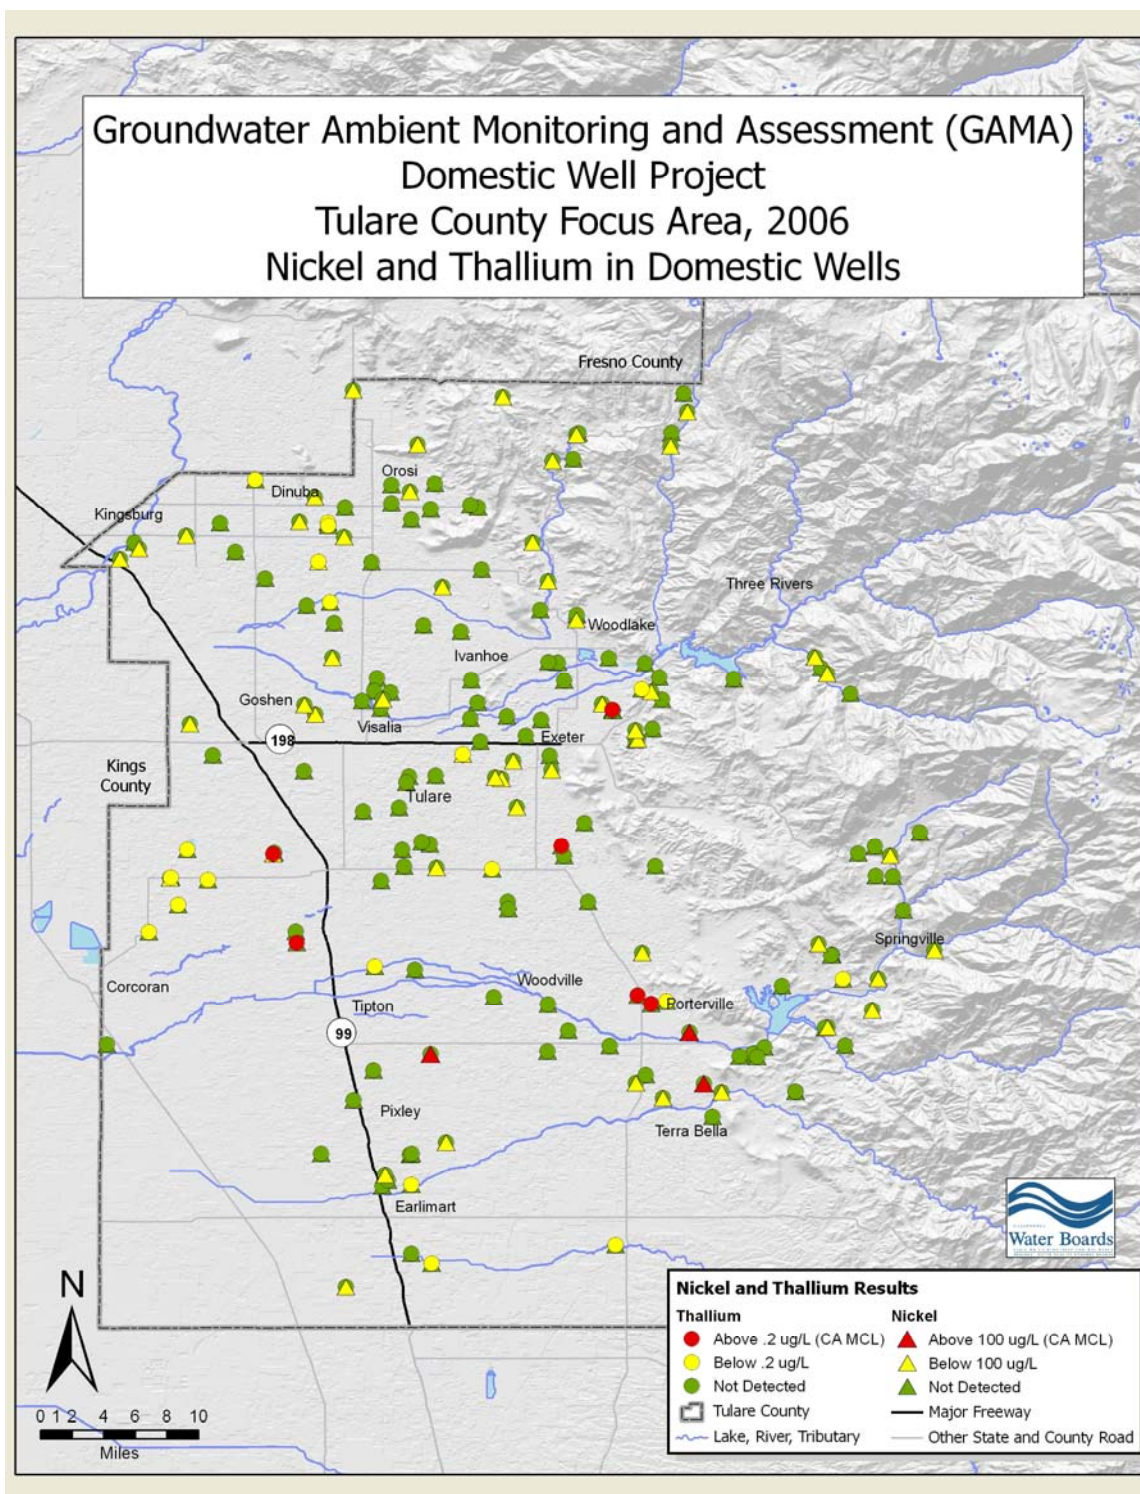 Groundwater Ambient Monitoring and Assessment (GAMA)
Domestic Well Project
Tulare County Focus Area, 2006
Nickel and Thallium in Domestic Wells
Fresno County
Orosi
Dinuba
Kingsburg
Three Rivers
Woodlake
Ivanhoe
Goshen
Visalia
198
Exeter
Kings
County
Tulare
Springville
Corcoran
Woodville
Tipton
Porterville
99
Pixley
Terra Bella
Earlimart
Water Boards
N
0 1 2 4 6 8 10
Miles
Nickel and Thallium Results
Thallium Nickel
Above .2 ug/L (CA MCL) Above 100 ug/L (CA MCL)
Below .2 ug/L Below 100 ug/L
Not Detected Not Detected
Tulare County Major Freeway
Lake, River, Tributary Other State and County Road